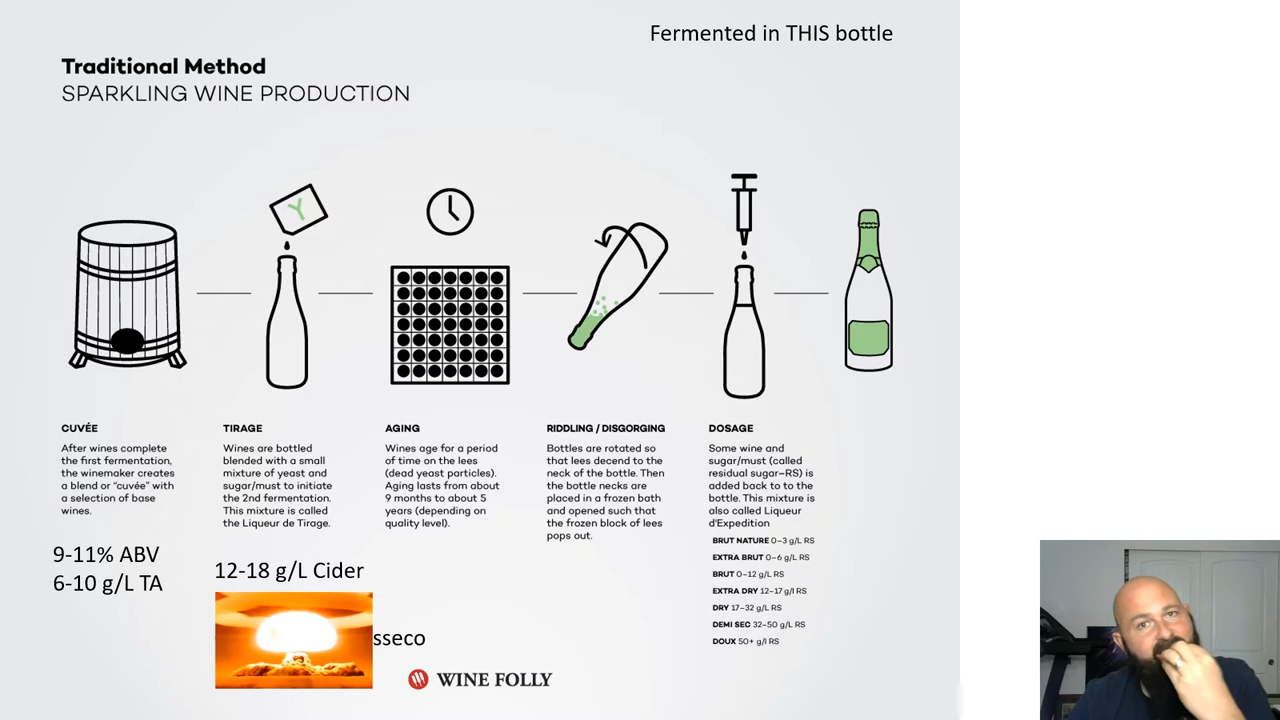 Fermented in THIS bottle
Traditional Method
SPARKLING WINE PRODUCTION
Y
CUVÉE
After wines complete
the first fermentation,
the winemaker creates
a blend or “cuvée” with
a selection of base
wines.
9-11% ABV
6-10 g/L TA
TIRAGE
Wines are bottled
blended with a small
mixture of yeast and
sugar/must to initiate
the 2nd fermentation.
This mixture is called
the Liqueur de Tirage.
12-18 g/L Cider
sseco
AGING
Wines age for a period
of time on the lees
(dead yeast particles).
Aging lasts from about
9 months to about 5
years (depending on
quality level).
RIDDLING / DISGORGING
Bottles are rotated so
that lees decend to the
neck of the bottle. Then
the bottle necks are
placed in a frozen bath
and opened such that
the frozen block of lees
pops out.
DOSAGE
Some wine and
sugar/must (called
residual sugar–RS) is
added back to to the
bottle. This mixture is
also called Liqueur
d'Expedition
BRUT NATURE 0–3 g/L RS
EXTRA BRUT 0–6 g/L RS
BRUT 0–12 g/L RS
EXTRA DRY 12–17 g/l RS
DRY 17–32 g/L RS
DEMI SEC 32–50 g/L RS
DOUX 50+ g/l RS
WINE FOLLY